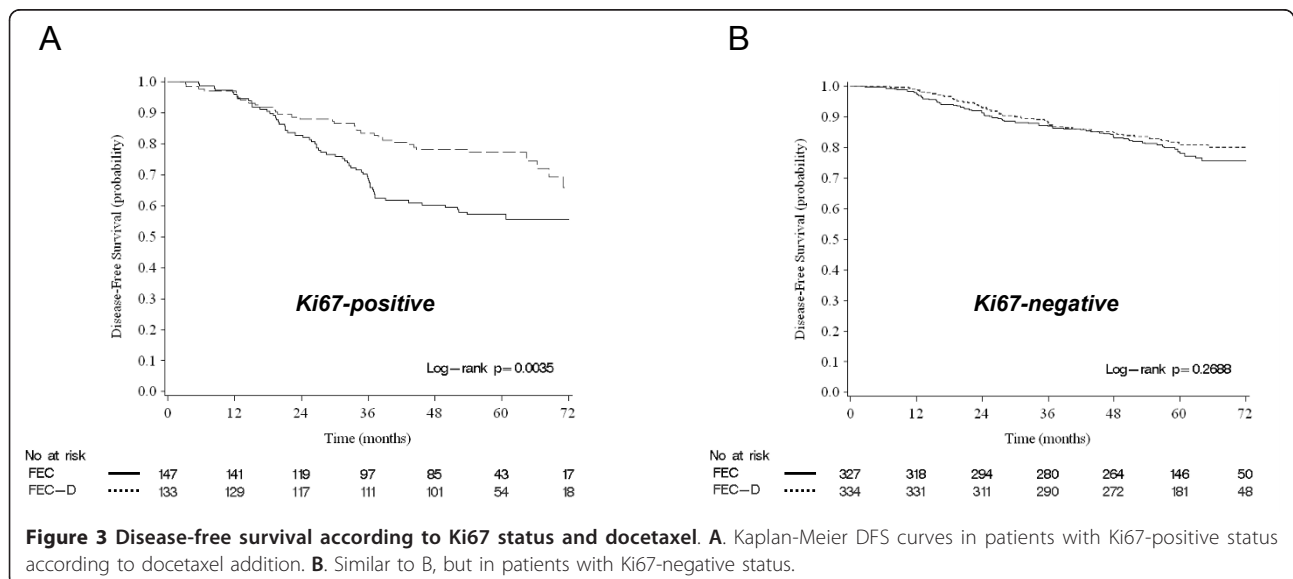 A
Disease-Free Survival (probability)
1.0
0.9
0.8
0.7
0.6
0.5
0.4
0.3
0.2
0.1
0.0
Ki67-positive
Log-rank p=0.0035
0 12 24 36 48 60 72
Time (months)
No at risk
FEC 147 141 119 97 85 43 17
FEC-D 133 129 117 111 101 54 18
B
Disease-Free Survival (probability)
1.0
0.9
0.8
0.7
0.6
0.5
0.4
0.3
0.2
0.1
0.0
Ki67-negative
Log-rank p=0.2688
0 12 24 36 48 60 72
Time (months)
No at risk
FEC 327 318 294 280 264 146 50
FEC-D 334 331 311 290 272 181 48
Figure 3 Disease-free survival according to Ki67 status and docetaxel. A. Kaplan-Meier DFS curves in patients with Ki67-positive status
according to docetaxel addition. B. Similar to B, but in patients with Ki67-negative status.